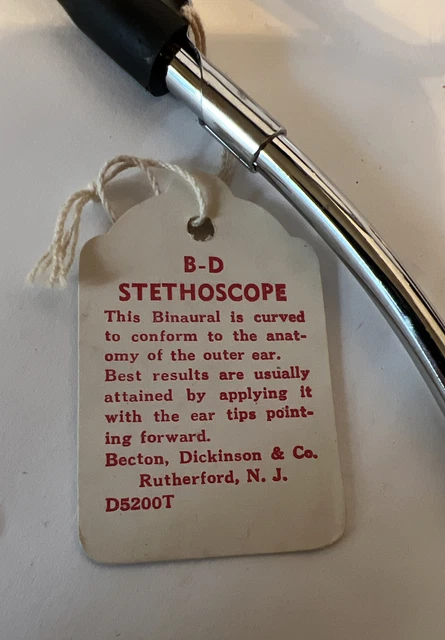 B-D
STETHOSCOPE
This Binaural is curved
to conform to the anat-
omy of the outer ear.
Best results are usually
attained by applying it
with the ear tips point-
ing forward.
Becton, Dickinson & Co.
Rutherford, N. J.
D5200T